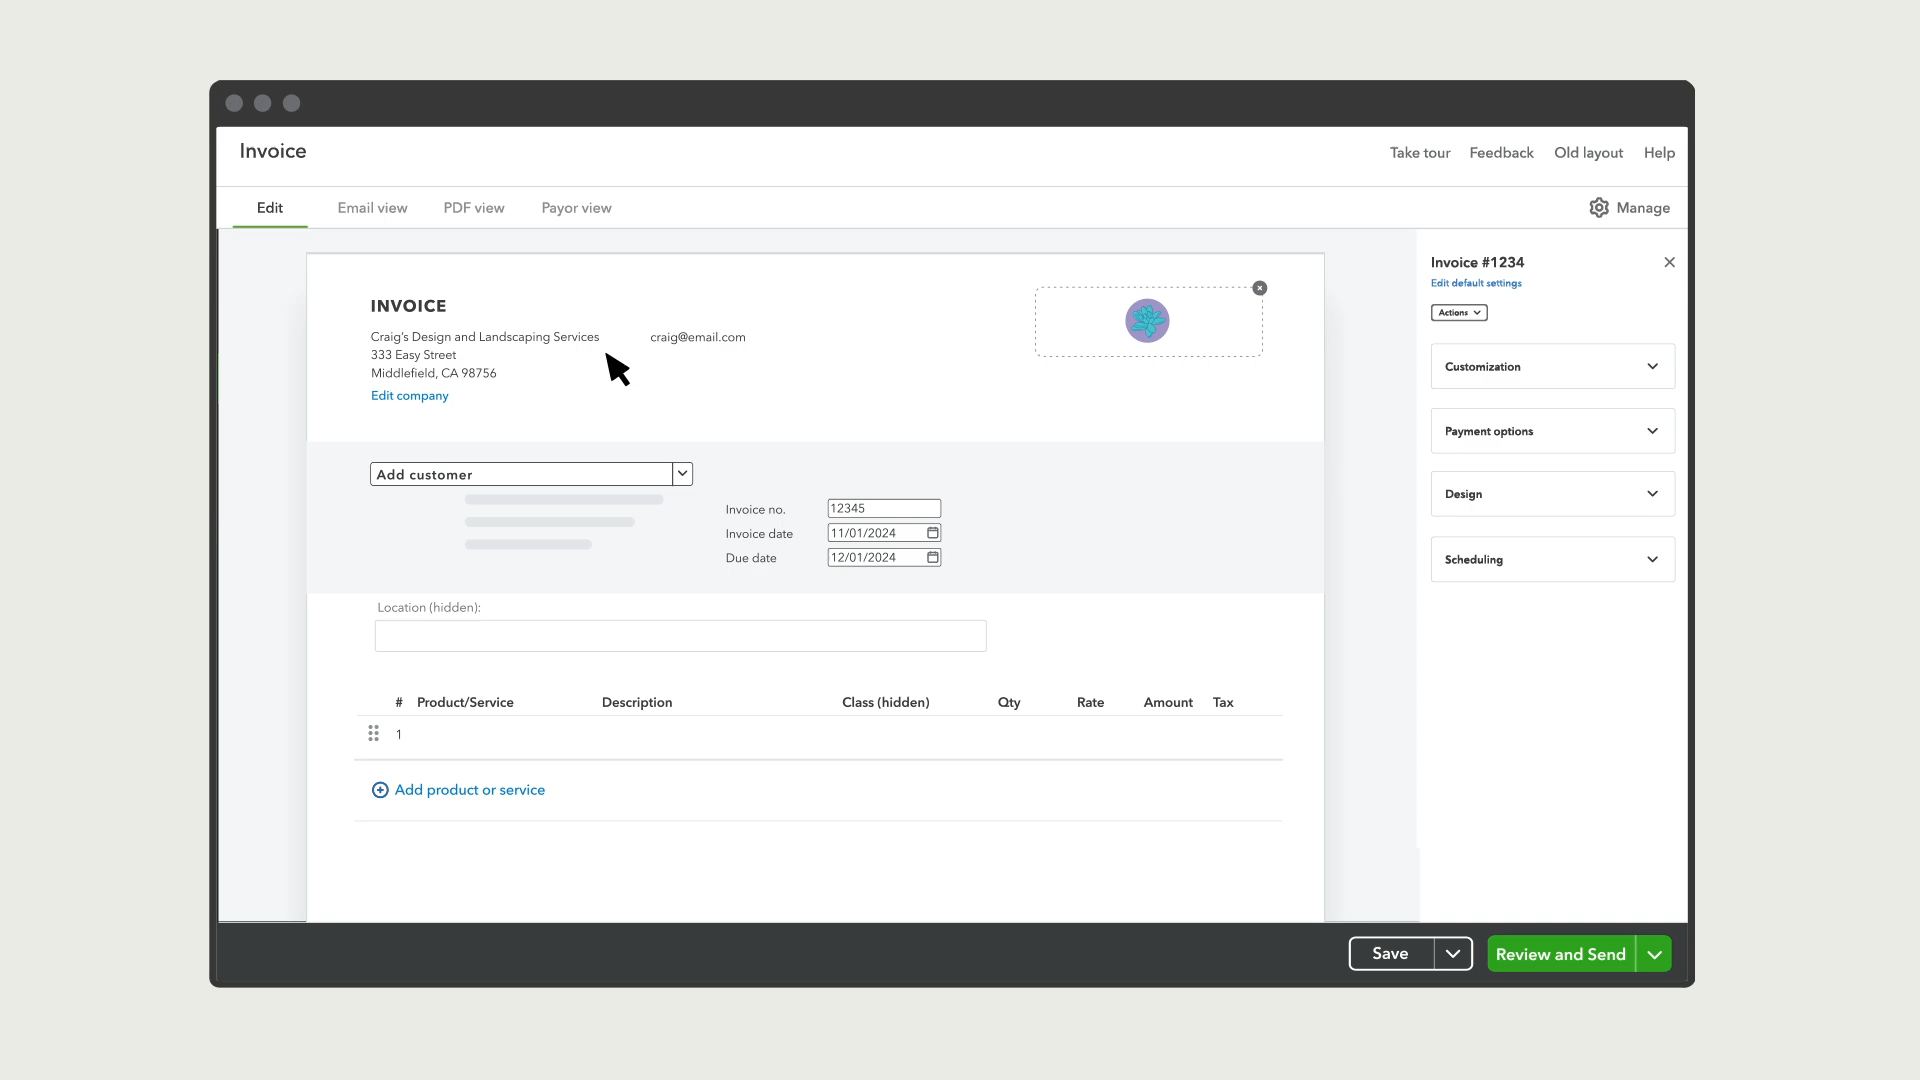 Invoice
Take tour Feedback Old layout Help
Edit Email view PDF view Payor view
Manage
INVOICE
Craig's Design and Landscaping Services craig@email.com
333 Easy Street
Middlefield, CA 98756
Edit company
Add customer
Invoice no. 12345
Invoice date 11/01/2024
Due date 12/01/2024
Location (hidden):
# Product/Service Description Class (hidden) Qty Rate Amount Tax
1
Add product or service
Invoice #1234
Edit default settings
Actions
Customization
Payment options
Design
Scheduling
Save Review and Send